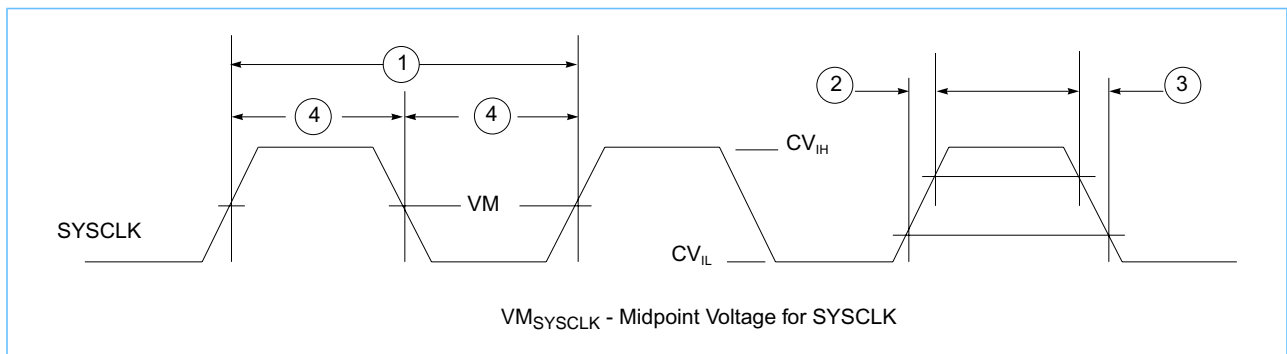 1
2
3
4
4
CV_IH
VM
SYSCLK
CV_IL
VM_SYSCLK - Midpoint Voltage for SYSCLK